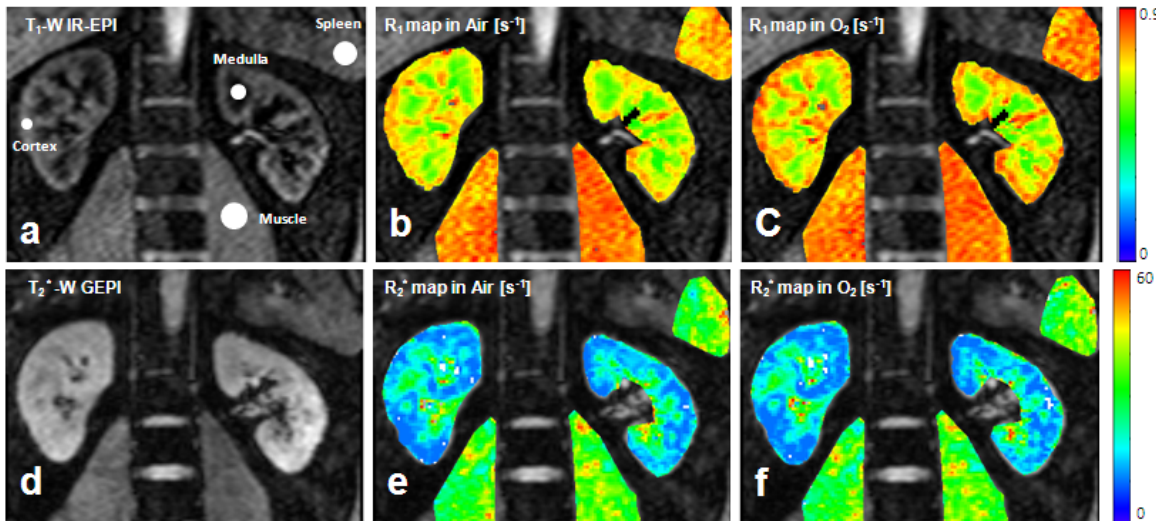 T₁-W IR-EPI
Spleen
Medulla
Cortex
Muscle
a
R₁ map in Air [s⁻¹]
b
R₁ map in O₂ [s⁻¹]
C
0.9
0
T₂*-W GEPI
d
R₂* map in Air [s⁻¹]
e
R₂* map in O₂ [s⁻¹]
f
60
0